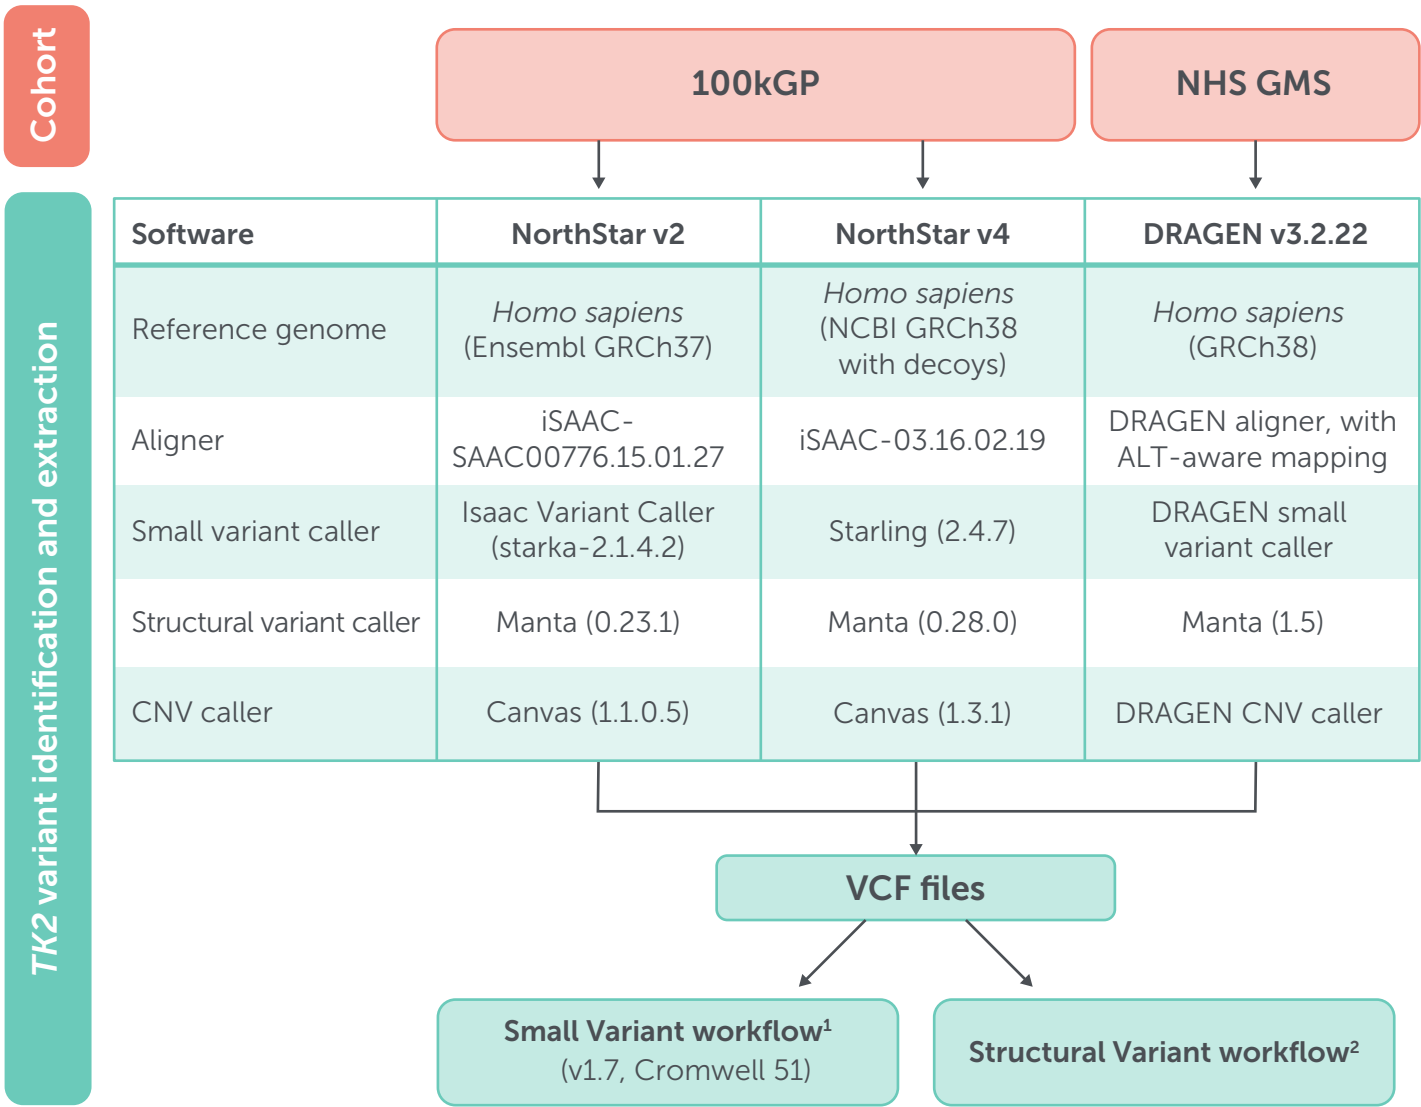 Cohort
100kGP
NHS GMS
TK2 variant identification and extraction
Software
NorthStar v2
NorthStar v4
DRAGEN v3.2.22
Reference genome
Homo sapiens
(Ensembl GRCh37)
Homo sapiens
(NCBI GRCh38
with decoys)
Homo sapiens
(GRCh38)
Aligner
iSAAC-
SAAC00776.15.01.27
iSAAC-03.16.02.19
DRAGEN aligner, with
ALT-aware mapping
Small variant caller
Isaac Variant Caller
(starka-2.1.4.2)
Starling (2.4.7)
DRAGEN small
variant caller
Structural variant caller
Manta (0.23.1)
Manta (0.28.0)
Manta (1.5)
CNV caller
Canvas (1.1.0.5)
Canvas (1.3.1)
DRAGEN CNV caller
VCF files
Small Variant workflow¹
(v1.7, Cromwell 51)
Structural Variant workflow²